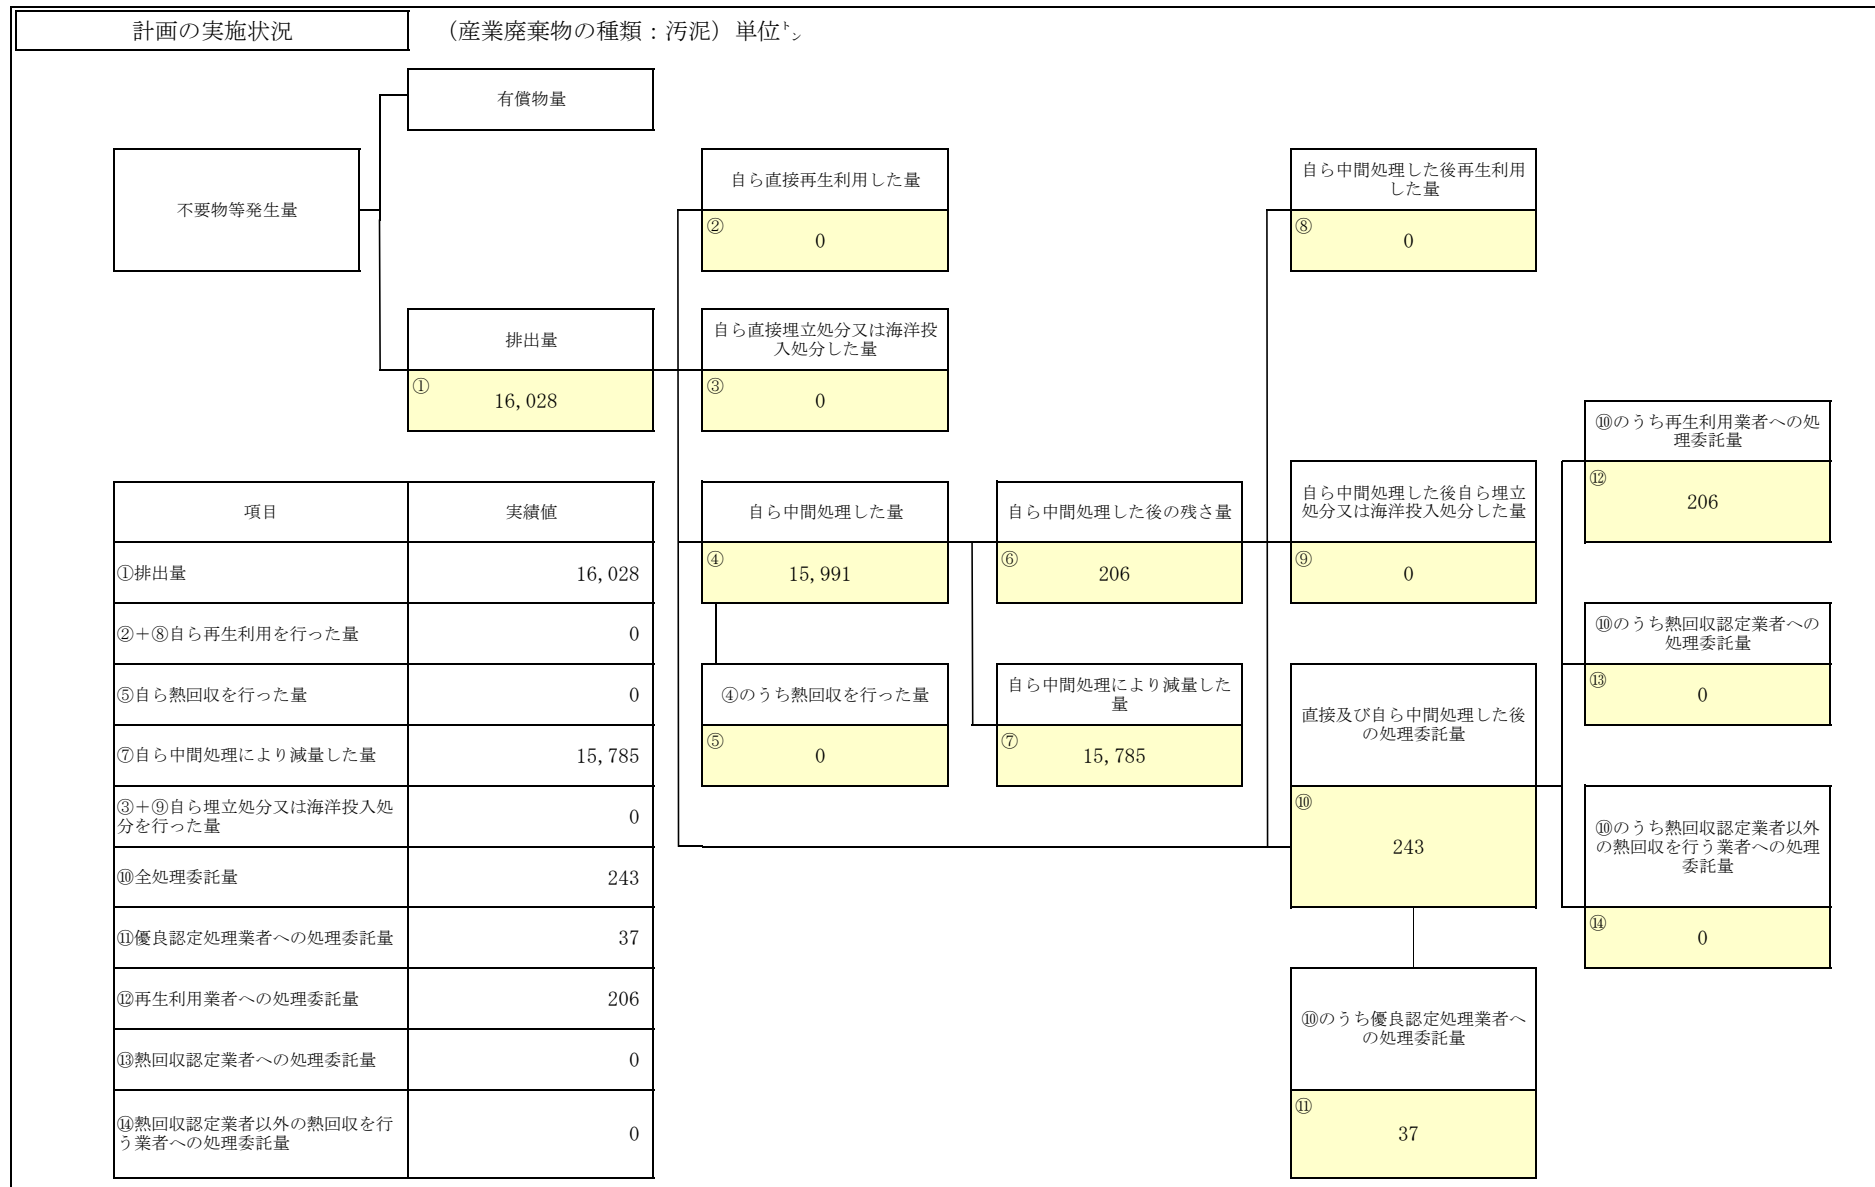 計画の実施状況
（産業廃棄物の種類：汚泥）単位㌧
有償物量
不要物等発生量
自ら直接再生利用した量
②
0
自ら中間処理した後再生利用
した量
⑧
0
排出量
①
16,028
自ら直接埋立処分又は海洋投
入処分した量
③
0
⑩のうち再生利用業者への処
理委託量
⑫
206
自ら中間処理した量
④
15,991
自ら中間処理した後の残さ量
⑥
206
自ら中間処理した後自ら埋立
処分又は海洋投入処分した量
⑨
0
⑩のうち熱回収認定業者への
処理委託量
⑬
0
④のうち熱回収を行った量
⑤
0
自ら中間処理により減量した
量
⑦
15,785
直接及び自ら中間処理した後
の処理委託量
⑩
243
⑩のうち熱回収認定業者以外
の熱回収を行う業者への処理
委託量
⑭
0
⑩のうち優良認定処理業者へ
の処理委託量
⑪
37
項目 実績値
①排出量 16,028
②＋⑧自ら再生利用を行った量 0
⑤自ら熱回収を行った量 0
⑦自ら中間処理により減量した量 15,785
③＋⑨自ら埋立処分又は海洋投入処
分を行った量 0
⑩全処理委託量 243
⑪優良認定処理業者への処理委託量 37
⑫再生利用業者への処理委託量 206
⑬熱回収認定業者への処理委託量 0
⑭熱回収認定業者以外の熱回収を行
う業者への処理委託量 0